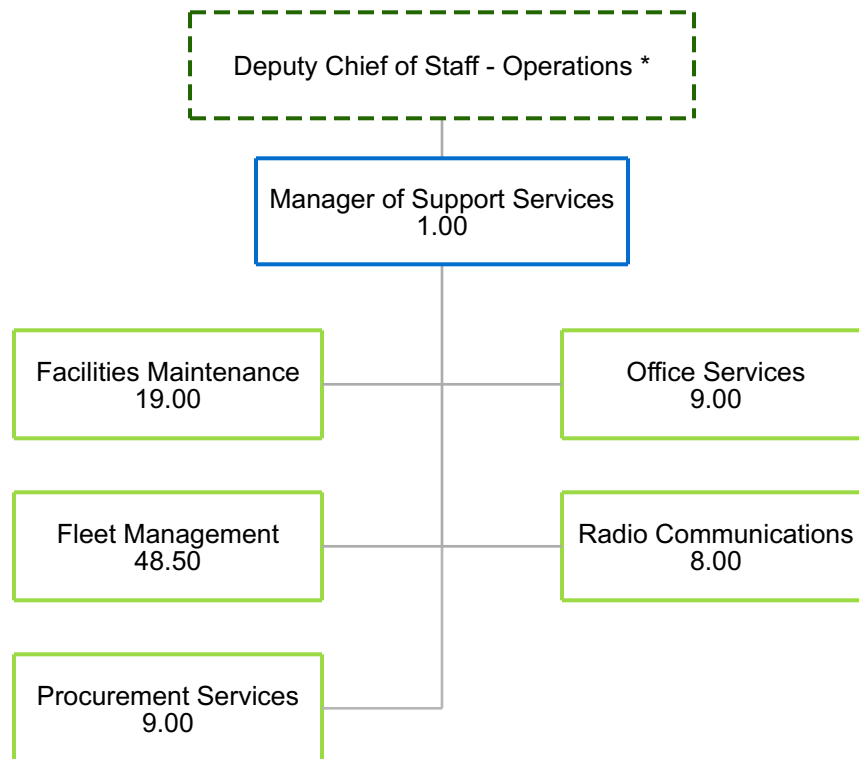 Deputy Chief of Staff - Operations *
Manager of Support Services
1.00
Facilities Maintenance
19.00
Office Services
9.00
Fleet Management
48.50
Radio Communications
8.00
Procurement Services
9.00